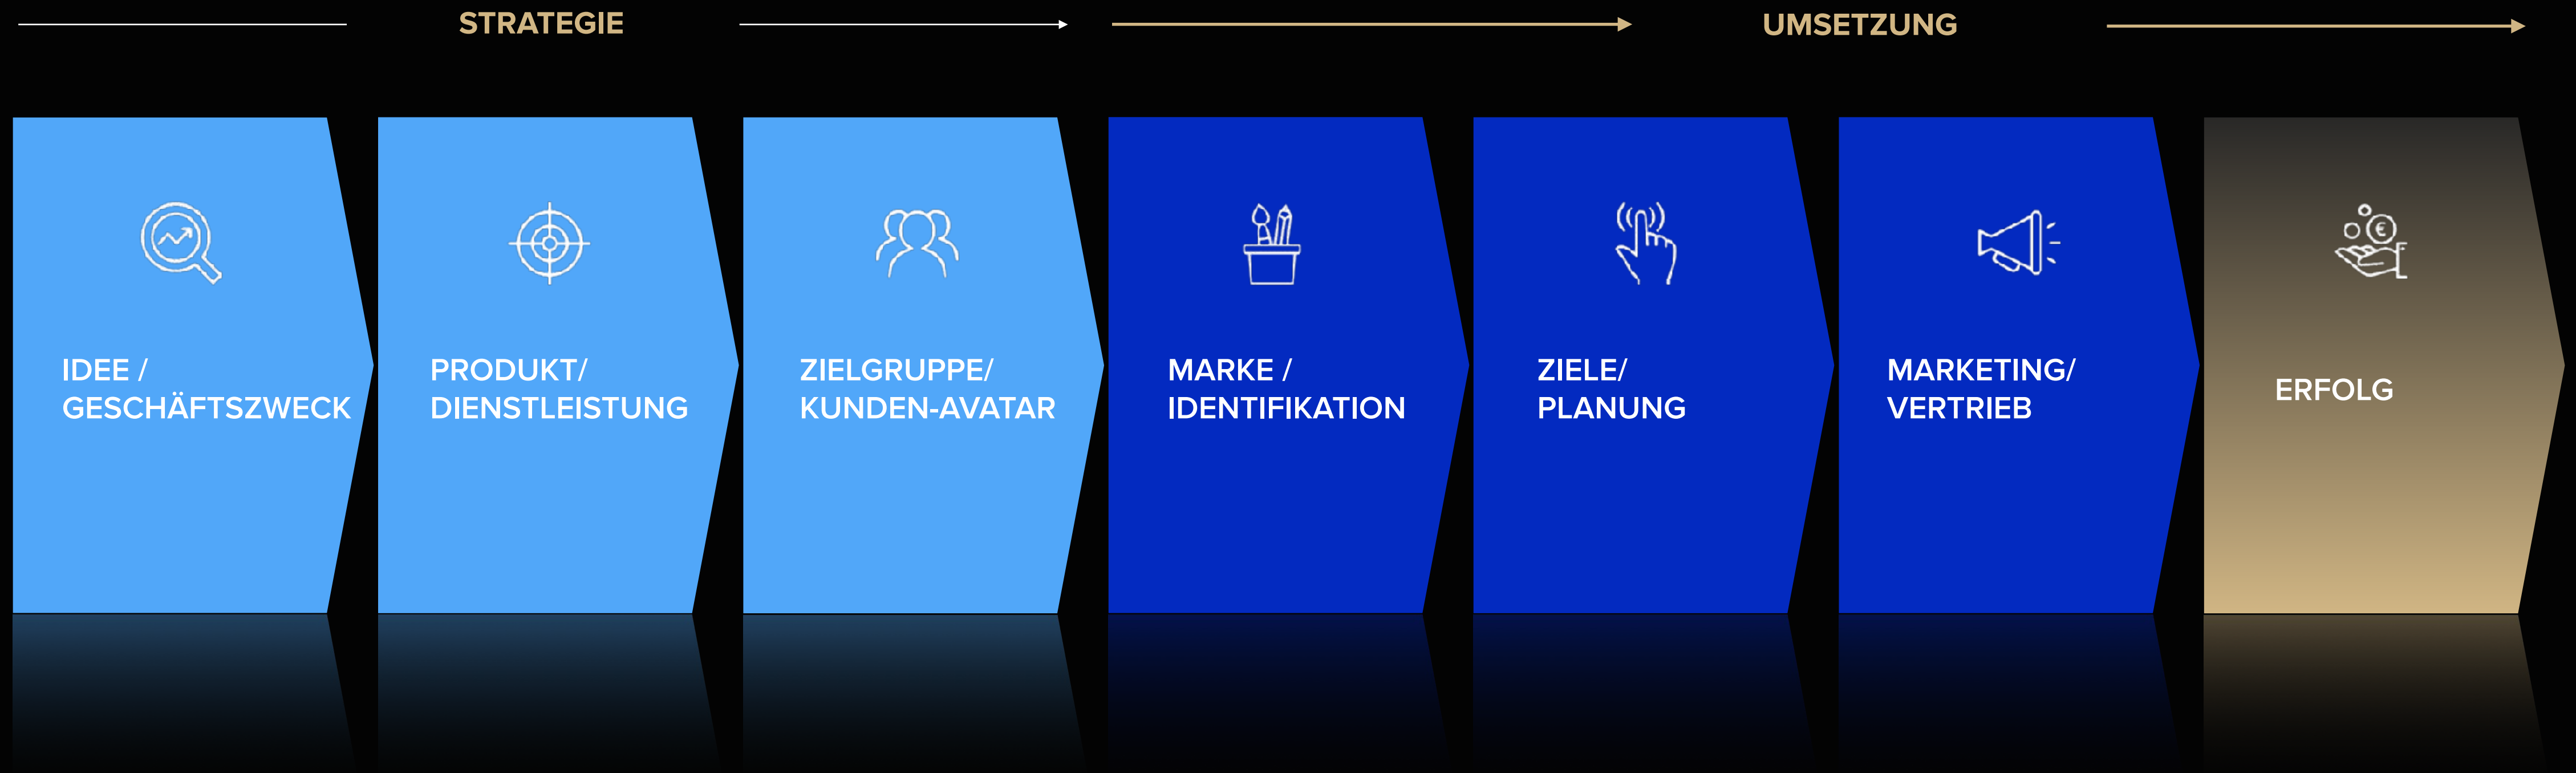 STRATEGIE
UMSETZUNG
IDEE /
GESCHÄFTSZWECK
PRODUKT/
DIENSTLEISTUNG
ZIELGRUPPE/
KUNDEN-AVATAR
MARKE /
IDENTIFIKATION
ZIELE/
PLANUNG
MARKETING/
VERTRIEB
€
ERFOLG